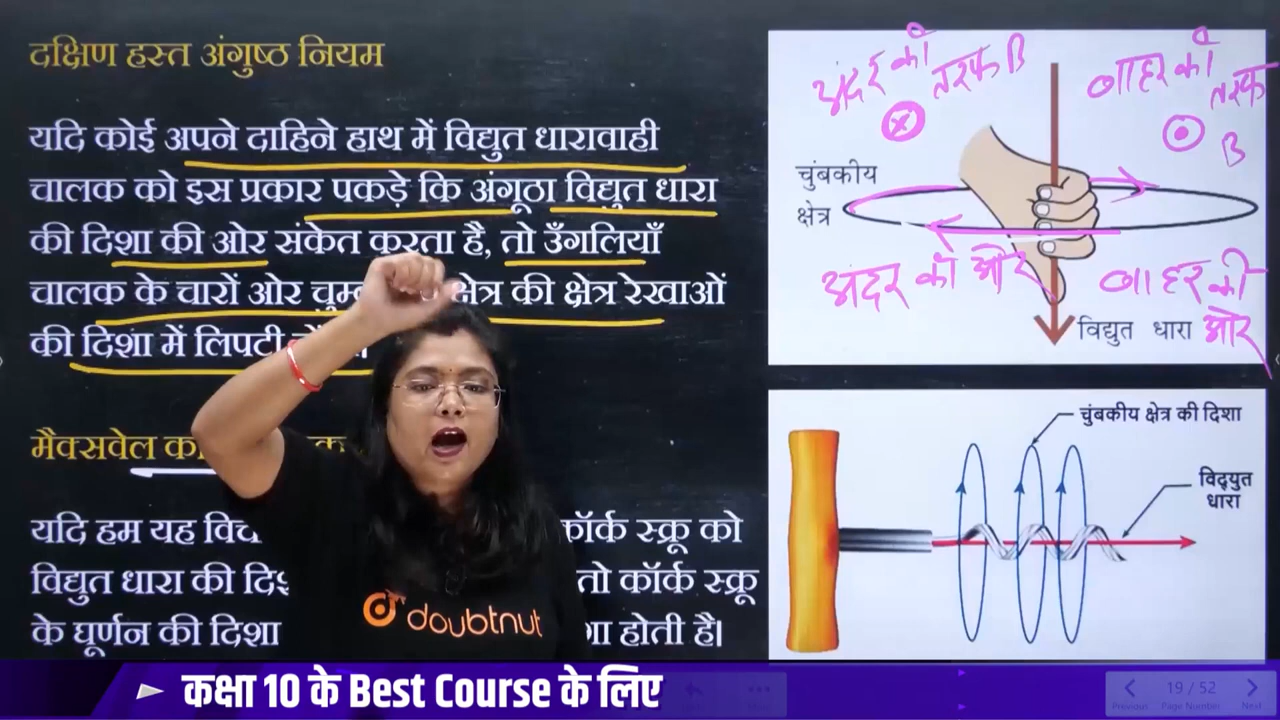 दक्षिण हस्त अंगुष्ठ नियम
यदि कोई अपने दाहिने हाथ में विद्युत धारावाही
चालक को इस प्रकार पकड़े कि अंगूठा विद्युत धारा
की दिशा की ओर संकेत करता है, तो उँगलियाँ
चालक के चारों ओर क्षेत्र की क्षेत्र रेखाओं
की दिशा में लिपटी
मैक्सवेल
यदि हम यह कॉर्क स्क्रू को
विद्युत धारा की तो कॉर्क स्क्रू
के घूर्णन की दिशा होती है।
अंदर की तरफ B
बाहर की तरफ B
चुंबकीय
क्षेत्र
अंदर की ओर
बाहर की ओर
विद्युत धारा
चुंबकीय क्षेत्र की दिशा
विद्युत
धारा
doubtnut
कक्षा 10 के Best Course के लिए
19 / 52
Previous Page Number Next